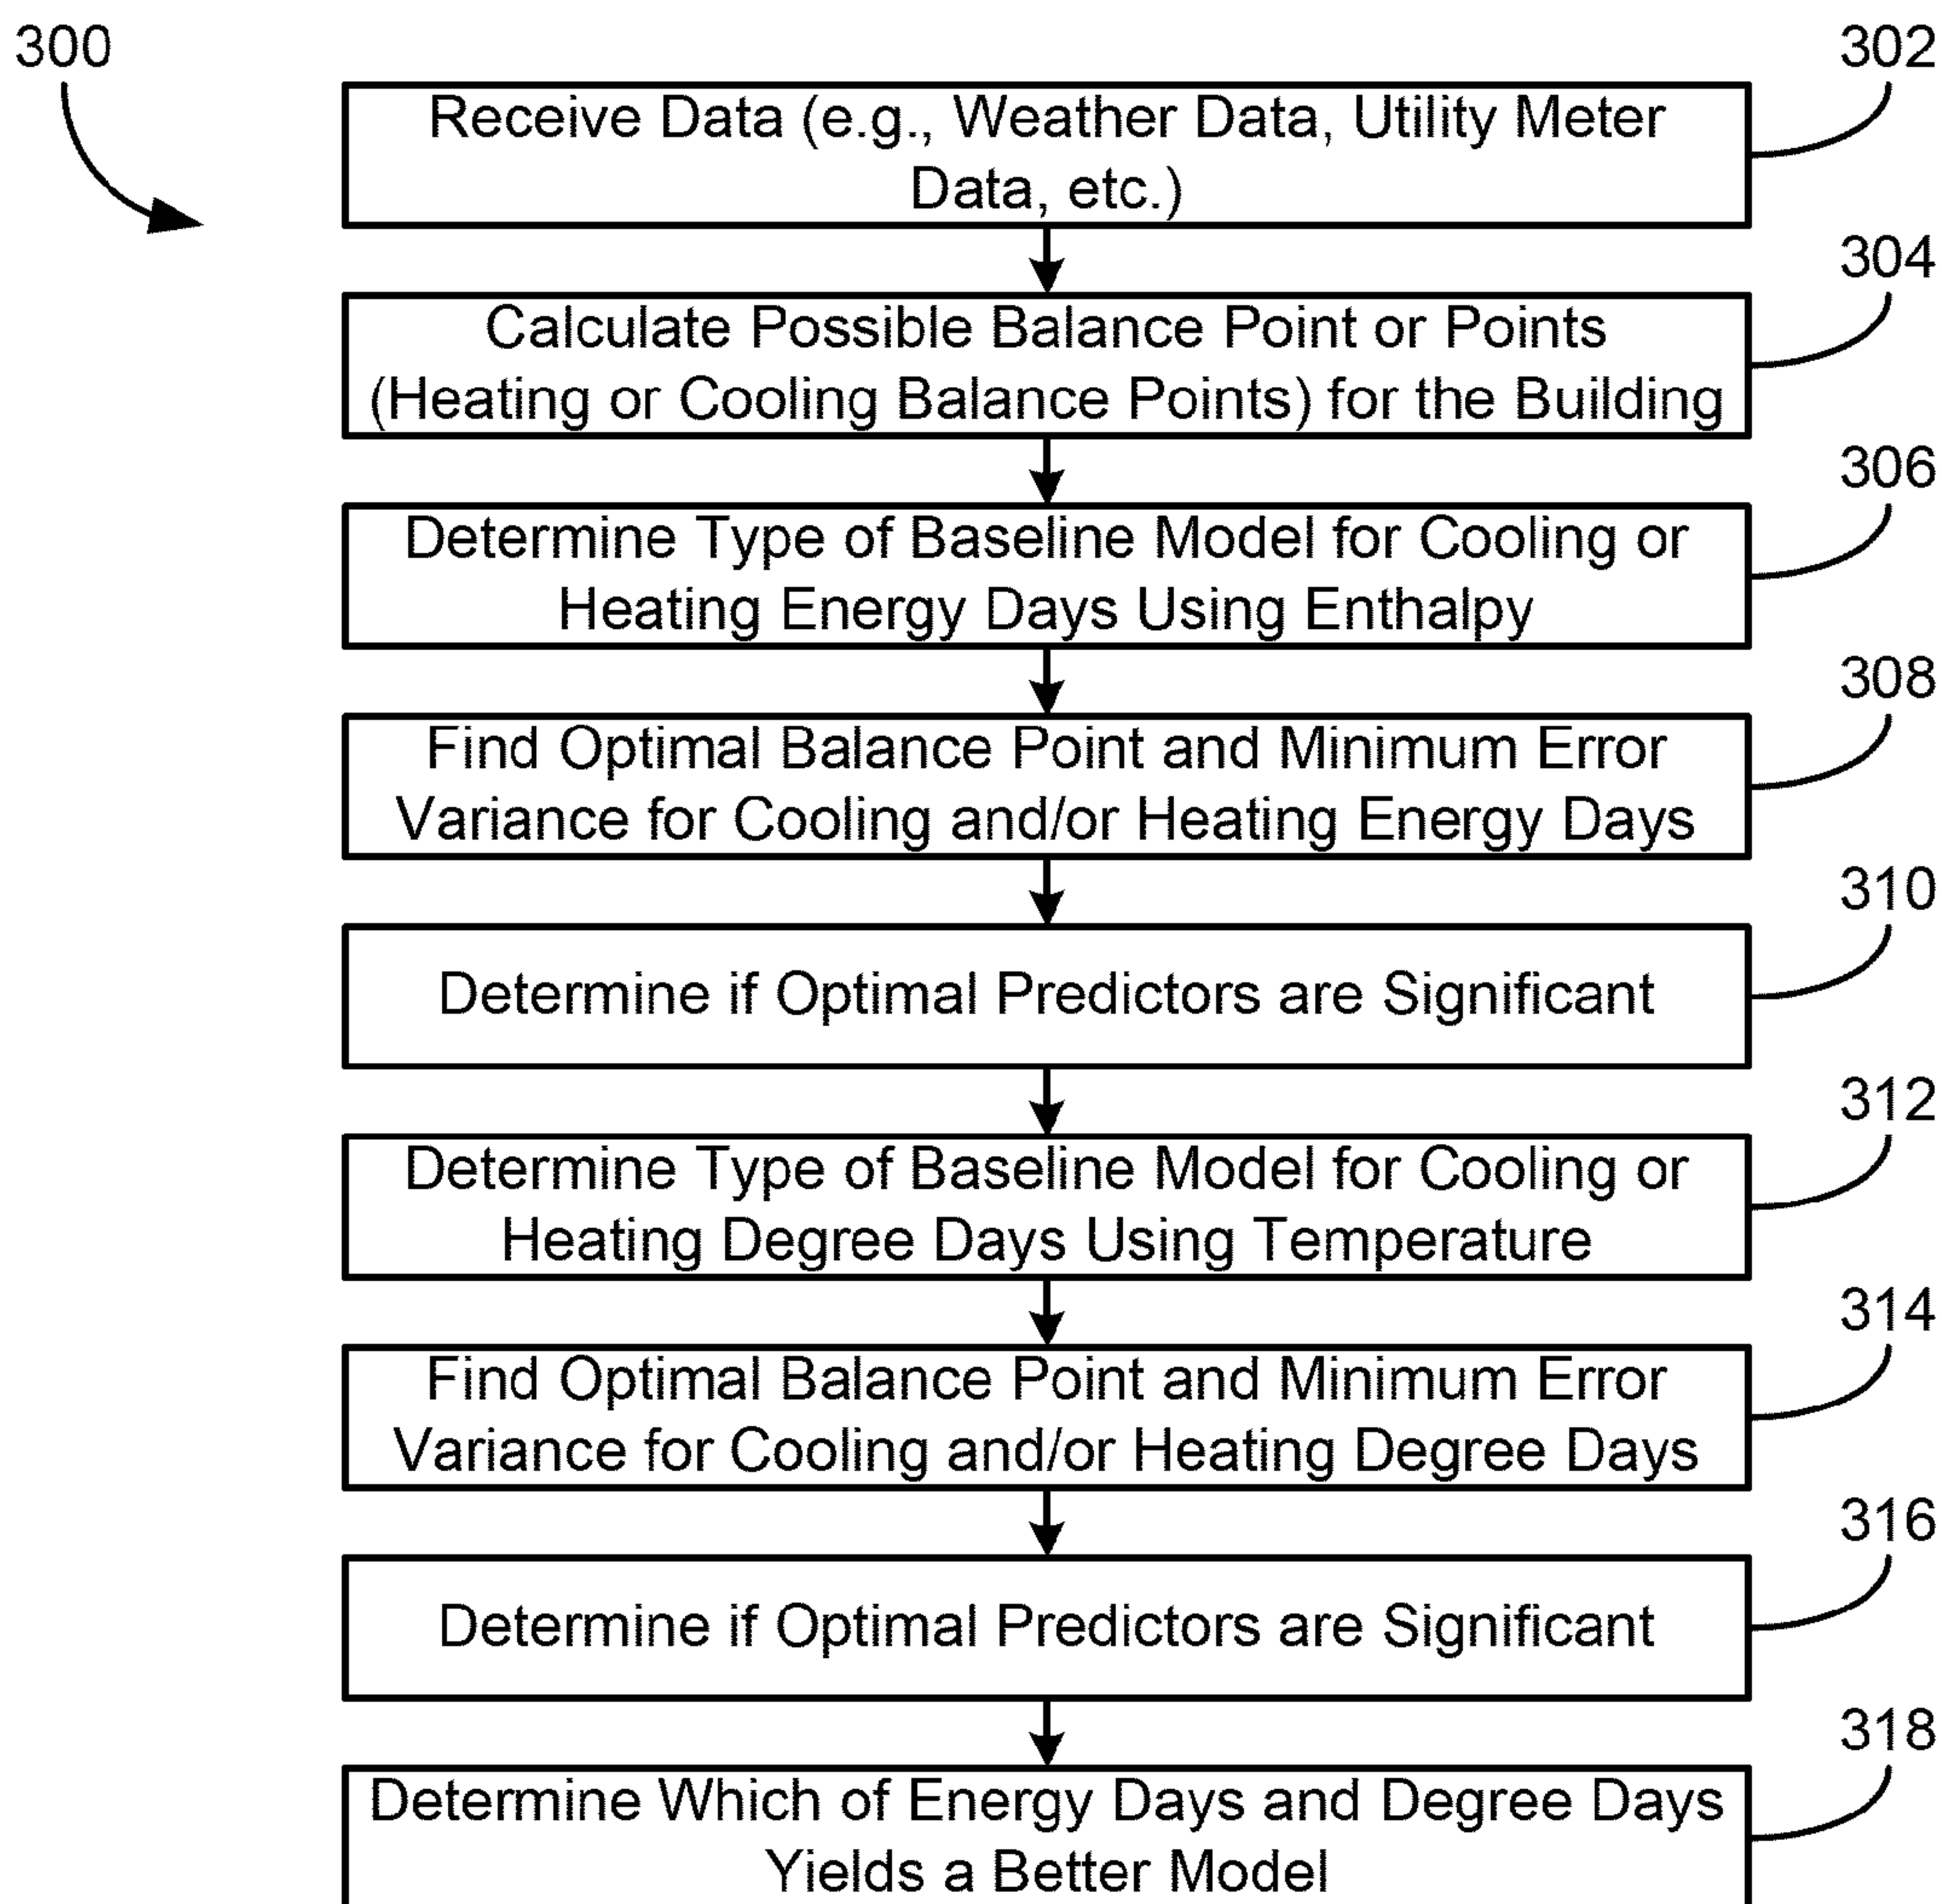 300
302
Receive Data (e.g., Weather Data, Utility Meter
Data, etc.)
304
Calculate Possible Balance Point or Points
(Heating or Cooling Balance Points) for the Building
306
Determine Type of Baseline Model for Cooling or
Heating Energy Days Using Enthalpy
308
Find Optimal Balance Point and Minimum Error
Variance for Cooling and/or Heating Energy Days
310
Determine if Optimal Predictors are Significant
312
Determine Type of Baseline Model for Cooling or
Heating Degree Days Using Temperature
314
Find Optimal Balance Point and Minimum Error
Variance for Cooling and/or Heating Degree Days
316
Determine if Optimal Predictors are Significant
318
Determine Which of Energy Days and Degree Days
Yields a Better Model